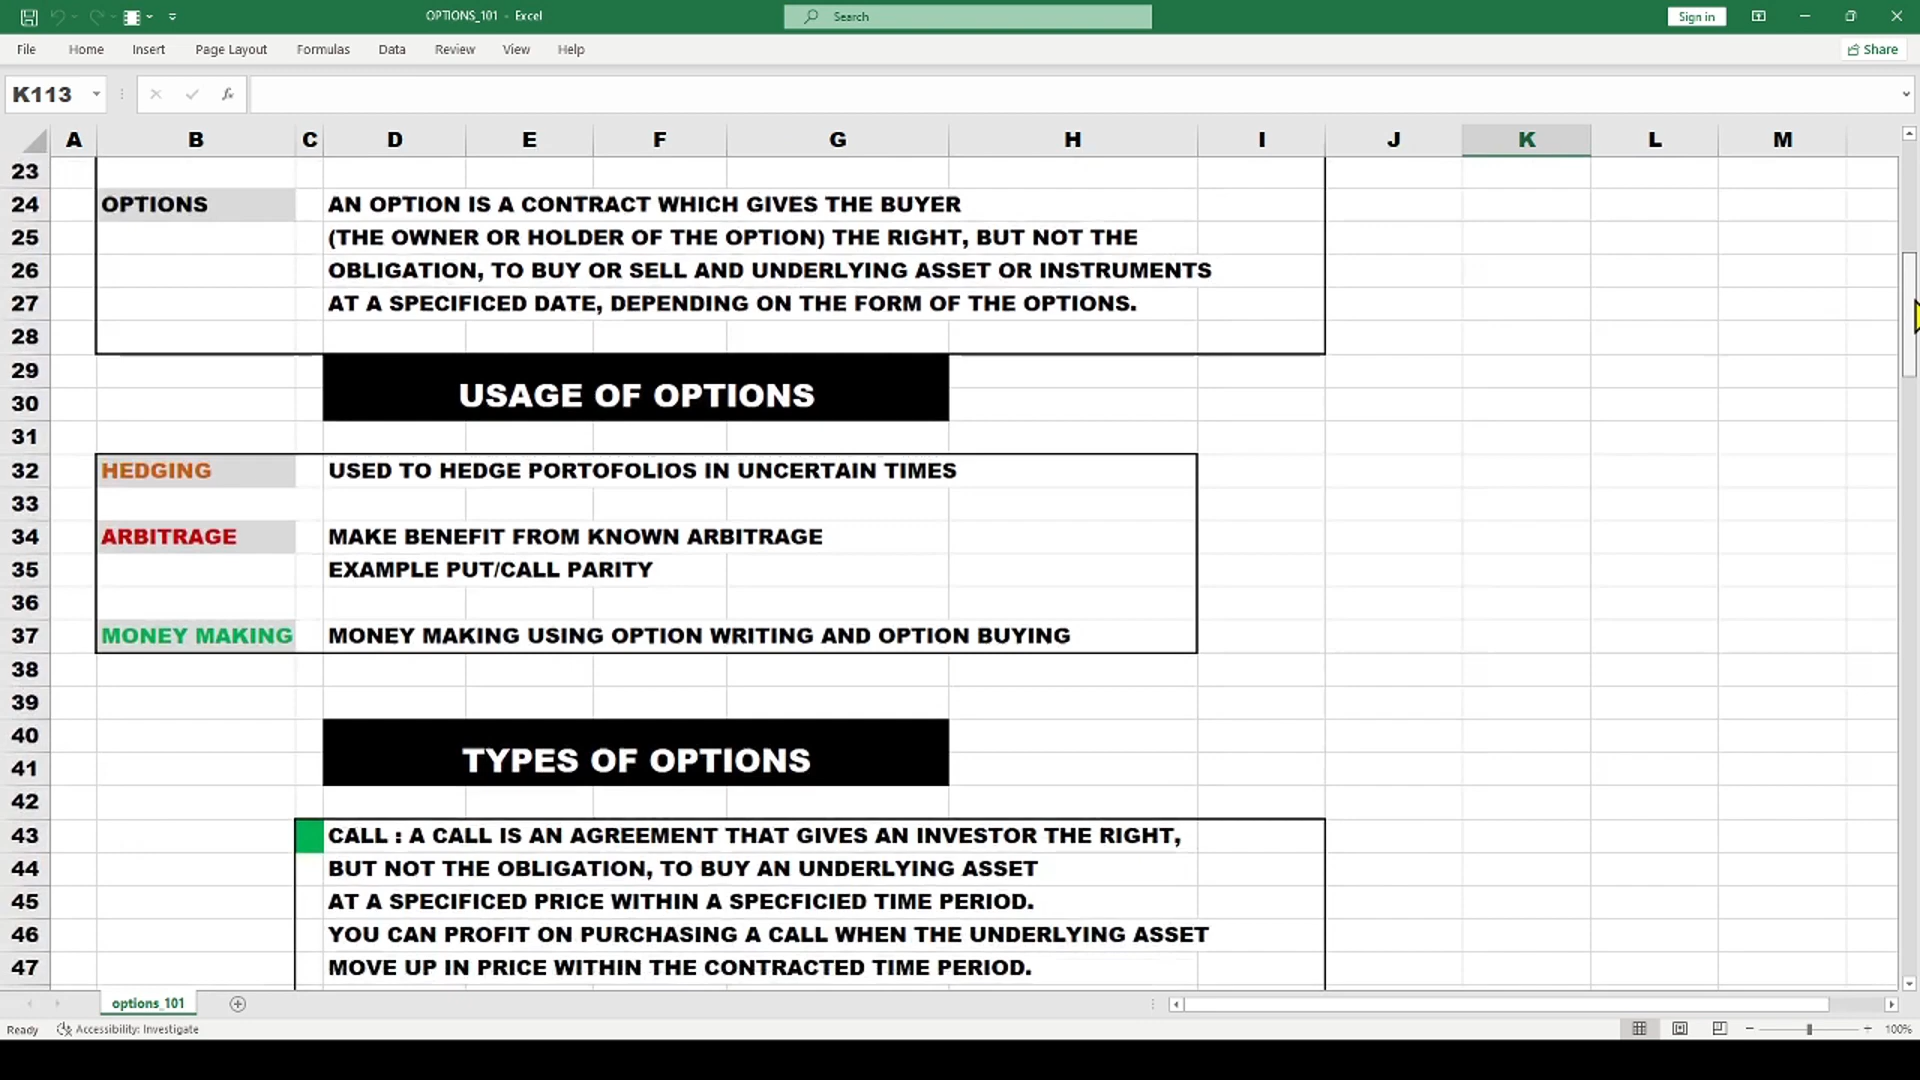 OPTIONS_101 - Excel
Search
Sign in
File Home Insert Page Layout Formulas Data Review View Help
Share
K113
fx
A B C D E F G H I J K L M
23
24 OPTIONS AN OPTION IS A CONTRACT WHICH GIVES THE BUYER
25 (THE OWNER OR HOLDER OF THE OPTION) THE RIGHT, BUT NOT THE
26 OBLIGATION, TO BUY OR SELL AND UNDERLYING ASSET OR INSTRUMENTS
27 AT A SPECIFICED DATE, DEPENDING ON THE FORM OF THE OPTIONS.
28
29
USAGE OF OPTIONS
30
31
32 HEDGING USED TO HEDGE PORTOFOLIOS IN UNCERTAIN TIMES
33
34 ARBITRAGE MAKE BENEFIT FROM KNOWN ARBITRAGE
35 EXAMPLE PUT/CALL PARITY
36
37 MONEY MAKING MONEY MAKING USING OPTION WRITING AND OPTION BUYING
38
39
40
TYPES OF OPTIONS
41
42
43 CALL : A CALL IS AN AGREEMENT THAT GIVES AN INVESTOR THE RIGHT,
44 BUT NOT THE OBLIGATION, TO BUY AN UNDERLYING ASSET
45 AT A SPECIFICED PRICE WITHIN A SPECFICIED TIME PERIOD.
46 YOU CAN PROFIT ON PURCHASING A CALL WHEN THE UNDERLYING ASSET
47 MOVE UP IN PRICE WITHIN THE CONTRACTED TIME PERIOD.
options_101
Ready Accessibility: Investigate
100%